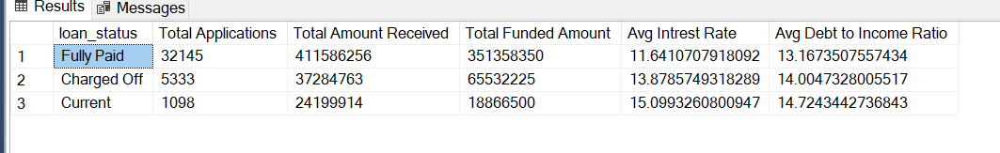 Results Messages
loan_status Total Applications Total Amount Received Total Funded Amount Avg Intrest Rate Avg Debt to Income Ratio
1 Fully Paid 32145 411586256 351358350 11.6410707918092 13.1673507557434
2 Charged Off 5333 37284763 65532225 13.8785749318289 14.0047328005517
3 Current 1098 24199914 18866500 15.0993260800947 14.7243442736843